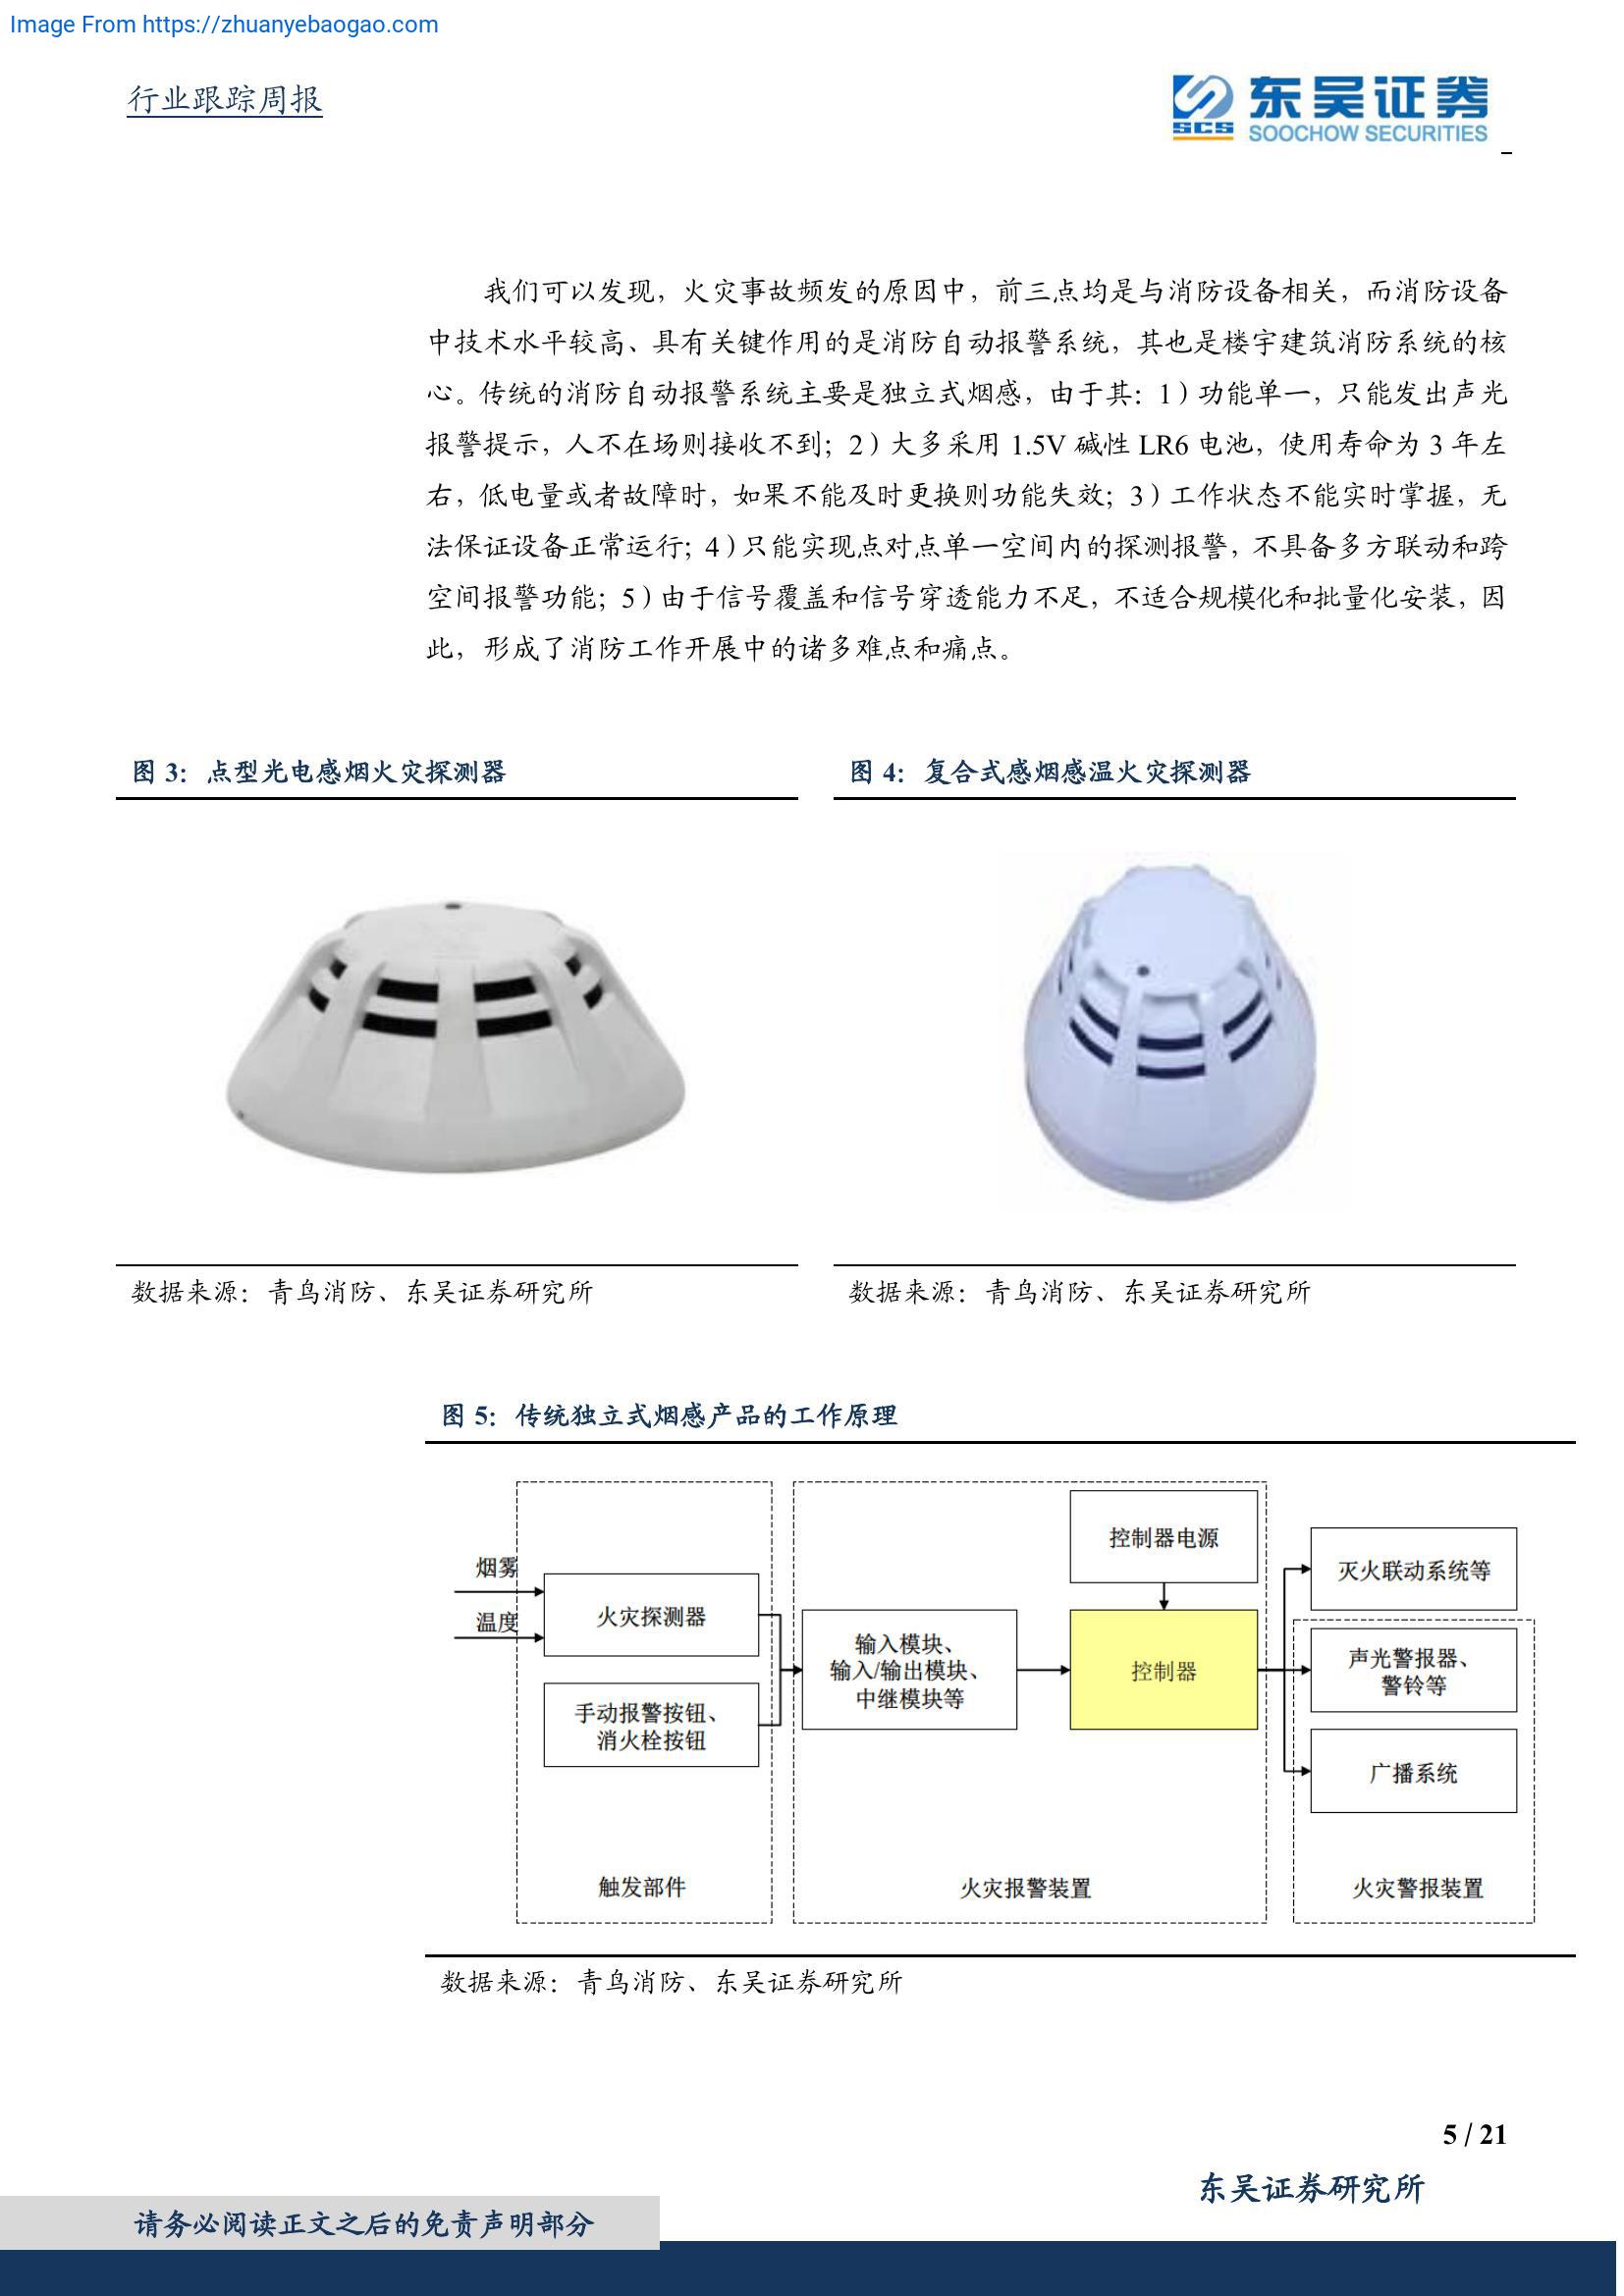 Image From https://zhuanyebaogao.com
行业跟踪周报
东吴证券
SCS
SOOCHOW SECURITIES
我们可以发现，火灾事故频发的原因中，前三点均是与消防设备相关，而消防设备
中技术水平较高、具有关键作用的是消防自动报警系统，其也是楼宇建筑消防系统的核
心。传统的消防自动报警系统主要是独立式烟感，由于其：1）功能单一，只能发出声光
报警提示，人不在场则接收不到；2）大多采用 1.5V 碱性 LR6 电池，使用寿命为 3 年左
右，低电量或者故障时，如果不能及时更换则功能失效；3）工作状态不能实时掌握，无
法保证设备正常运行；4）只能实现点对点单一空间内的探测报警，不具备多方联动和跨
空间报警功能；5）由于信号覆盖和信号穿透能力不足，不适合规模化和批量化安装，因
此，形成了消防工作开展中的诸多难点和痛点。
图 3：点型光电感烟火灾探测器
图 4：复合式感烟感温火灾探测器
数据来源：青鸟消防、东吴证券研究所
数据来源：青鸟消防、东吴证券研究所
图 5：传统独立式烟感产品的工作原理
控制器电源
烟雾
温度
火灾探测器
手动报警按钮、
消火栓按钮
输入模块、
输入/输出模块、
中继模块等
控制器
灭火联动系统等
声光警报器、
警铃等
广播系统
触发部件
火灾报警装置
火灾警报装置
数据来源：青鸟消防、东吴证券研究所
5 / 21
东吴证券研究所
请务必阅读正文之后的免责声明部分